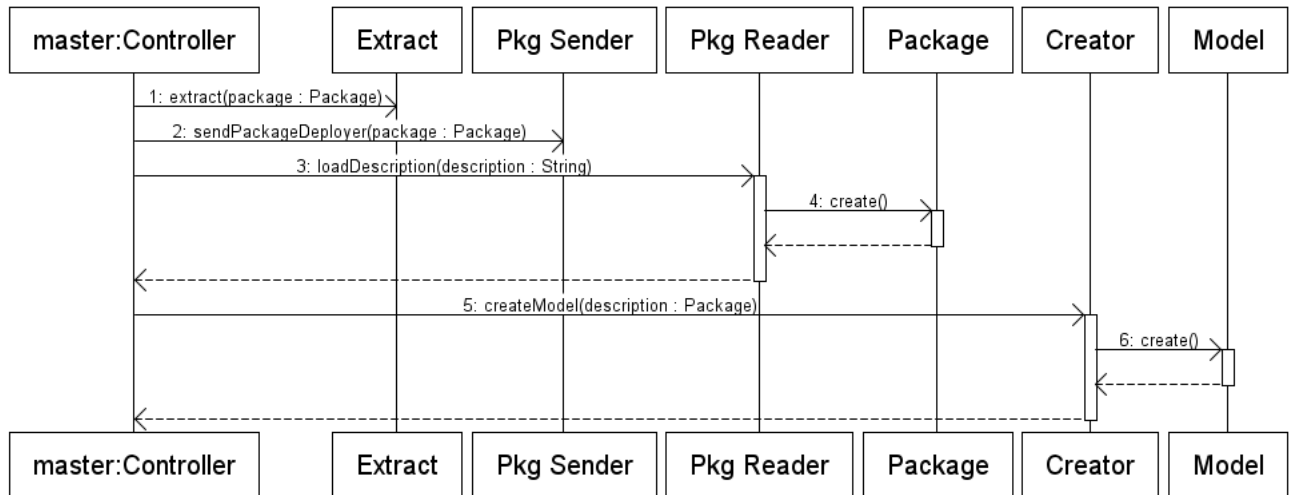 master:Controller
Extract
Pkg Sender
Pkg Reader
Package
Creator
Model
1: extract(package : Package)
2: sendPackageDeployer(package : Package)
3: loadDescription(description : String)
4: create()
5: createModel(description : Package)
6: create()
master:Controller
Extract
Pkg Sender
Pkg Reader
Package
Creator
Model